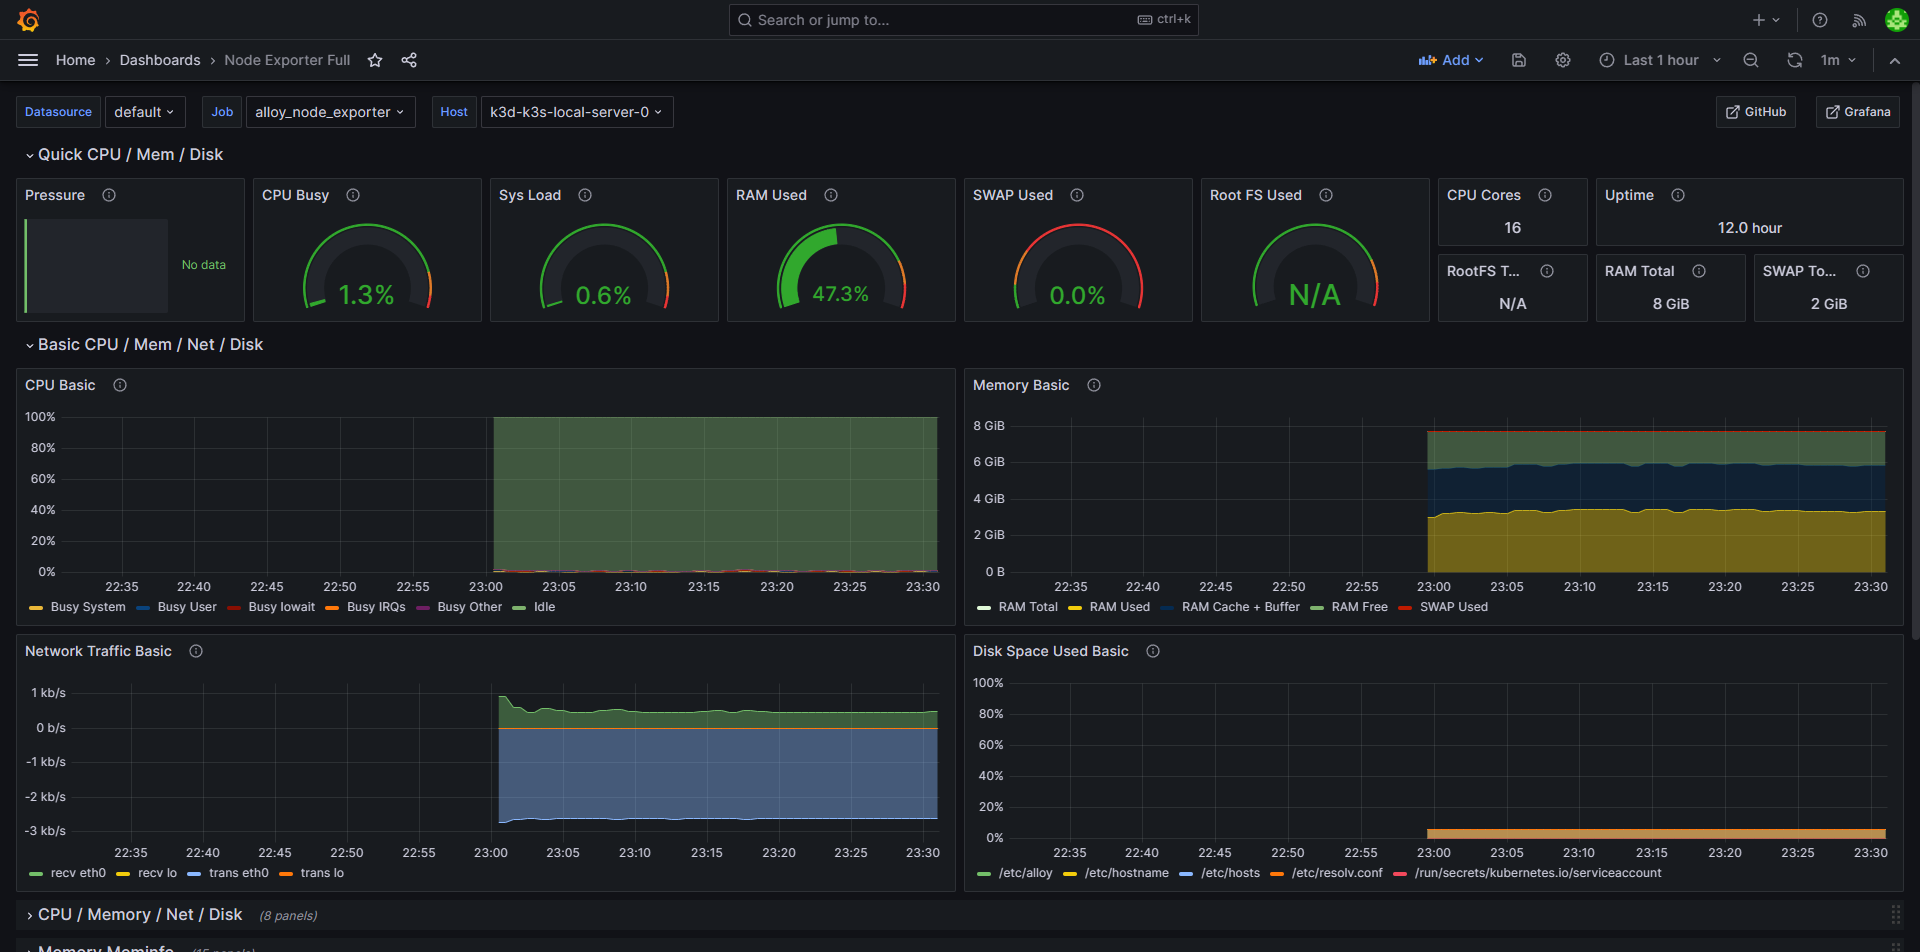 Search or jump to... ctrl+k
Home › Dashboards › Node Exporter Full Add Last 1 hour 1m
Datasource default Job alloy_node_exporter Host k3d-k3s-local-server-0 GitHub Grafana
Quick CPU / Mem / Disk
Pressure
No data
CPU Busy
1.3%
Sys Load
0.6%
RAM Used
47.3%
SWAP Used
0.0%
Root FS Used
N/A
CPU Cores
16
Uptime
12.0 hour
RootFS T...
N/A
RAM Total
8 GiB
SWAP To...
2 GiB
Basic CPU / Mem / Net / Disk
CPU Basic
100%
80%
60%
40%
20%
0%
22:35 22:40 22:45 22:50 22:55 23:00 23:05 23:10 23:15 23:20 23:25 23:30
Busy System Busy User Busy Iowait Busy IRQs Busy Other Idle
Memory Basic
8 GiB
6 GiB
4 GiB
2 GiB
0 B
22:35 22:40 22:45 22:50 22:55 23:00 23:05 23:10 23:15 23:20 23:25 23:30
RAM Total RAM Used RAM Cache + Buffer RAM Free SWAP Used
Network Traffic Basic
1 kb/s
0 b/s
-1 kb/s
-2 kb/s
-3 kb/s
22:35 22:40 22:45 22:50 22:55 23:00 23:05 23:10 23:15 23:20 23:25 23:30
recv eth0 recv lo trans eth0 trans lo
Disk Space Used Basic
100%
80%
60%
40%
20%
0%
22:35 22:40 22:45 22:50 22:55 23:00 23:05 23:10 23:15 23:20 23:25 23:30
/etc/alloy /etc/hostname /etc/hosts /etc/resolv.conf /run/secrets/kubernetes.io/serviceaccount
CPU / Memory / Net / Disk (8 panels)
Memory Meminfo (15 panels)